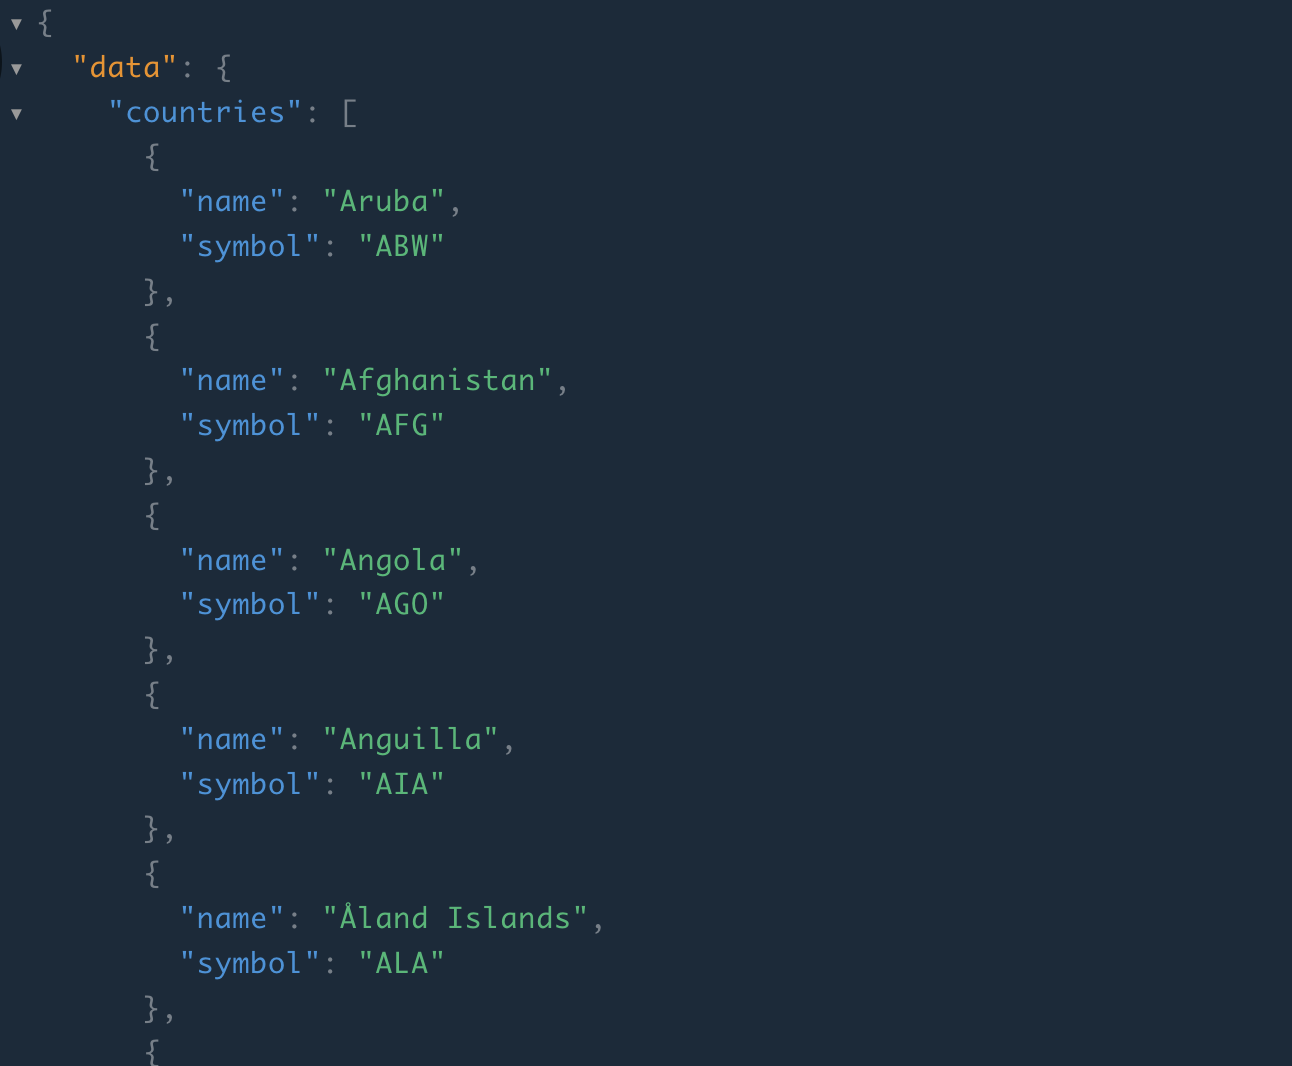 {
"data": {
"countries": [
{
"name": "Aruba",
"symbol": "ABW"
},
{
"name": "Afghanistan",
"symbol": "AFG"
},
{
"name": "Angola",
"symbol": "AGO"
},
{
"name": "Anguilla",
"symbol": "AIA"
},
{
"name": "Åland Islands",
"symbol": "ALA"
},
{